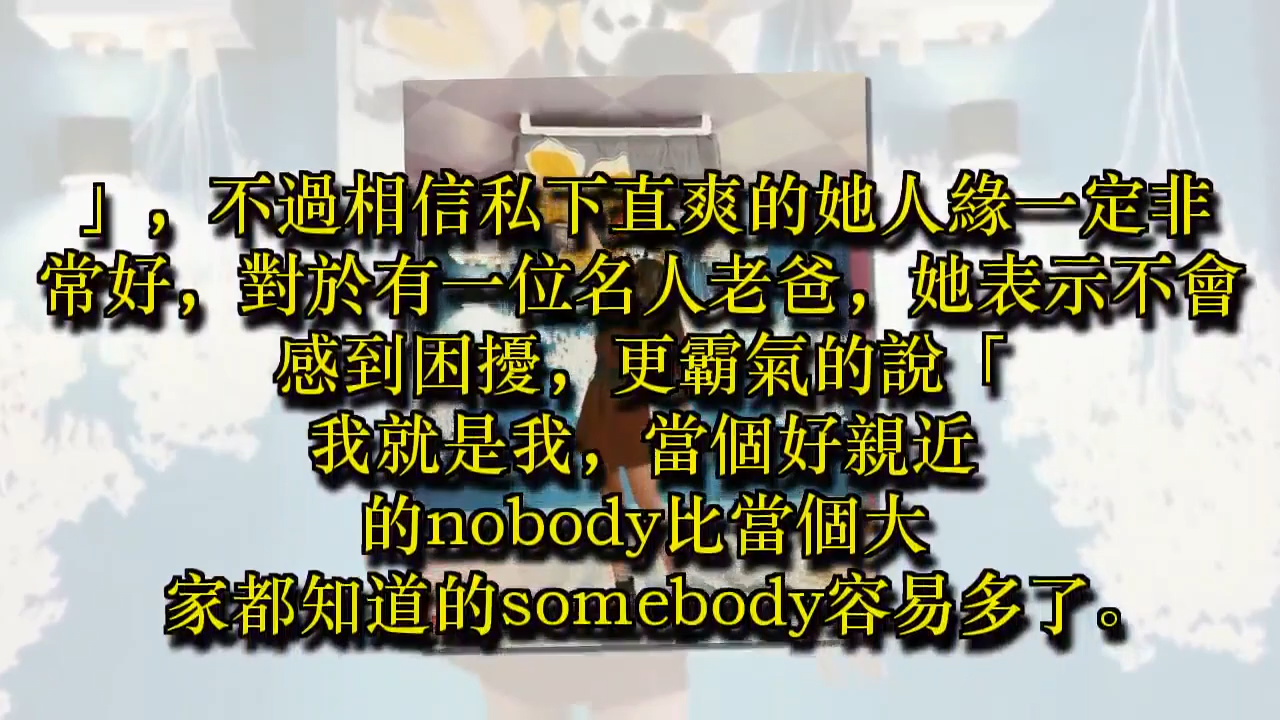 」，不過相信私下直爽的她人緣一定非
常好，對於有一位名人老爸，她表示不會
感到困擾，更霸氣的說「
我就是我，當個好親近
的nobody比當個大
家都知道的somebody容易多了。